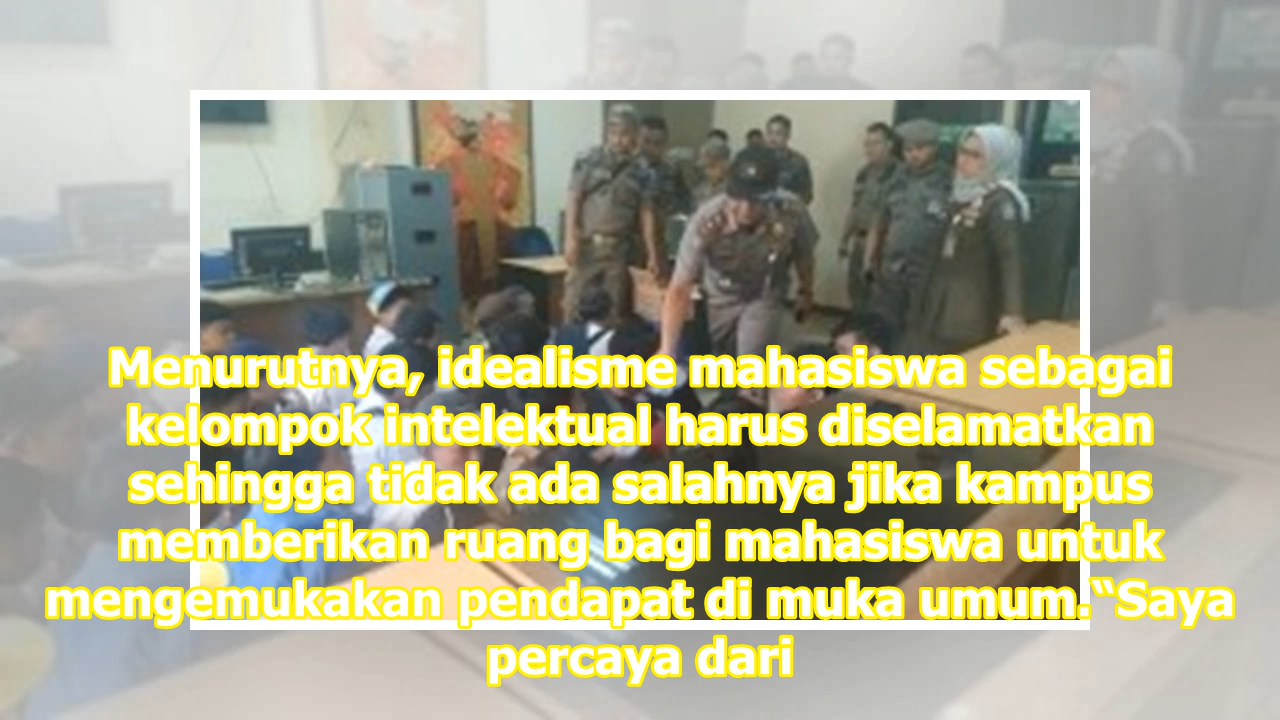 Menurutnya, idealisme mahasiswa sebagai
kelompok intelektual harus diselamatkan
sehingga tidak ada salahnya jika kampus
memberikan ruang bagi mahasiswa untuk
mengemukakan pendapat di muka umum.“Saya
percaya dari